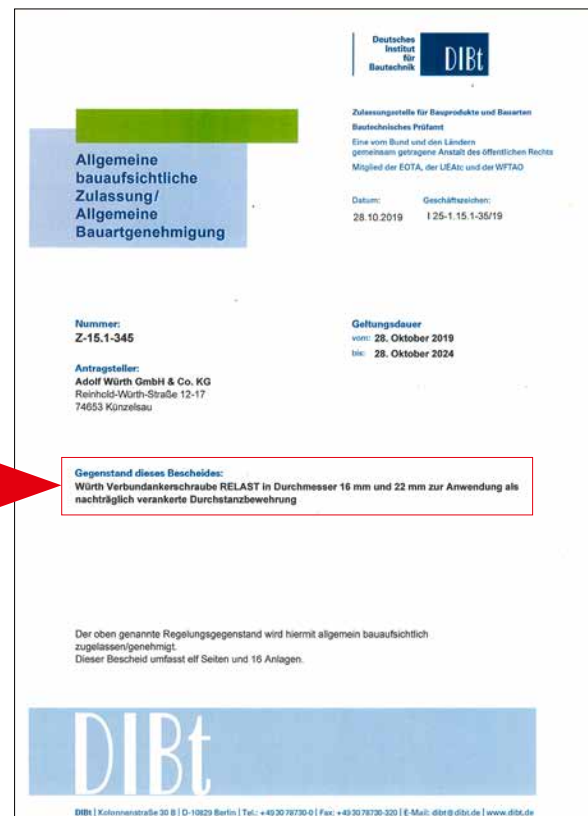 Deutsches
Institut
für
Bautechnik
DIBt
Zulassungsstelle für Bauprodukte und Bauarten
Bautechnisches Prüfamt
Eine vom Bund und den Ländern
gemeinsam getragene Anstalt des öffentlichen Rechts
Mitglied der EOTA, der UEAtc und der WFTAO
Allgemeine
bauaufsichtliche
Zulassung/
Allgemeine
Bauartgenehmigung
Datum: Geschäftszeichen:
28.10.2019 I 25-1.15.1-35/19
Nummer:
Z-15.1-345
Geltungsdauer
vom: 28. Oktober 2019
bis: 28. Oktober 2024
Antragsteller:
Adolf Würth GmbH & Co. KG
Reinhold-Würth-Straße 12-17
74653 Künzelsau
Gegenstand dieses Bescheides:
Würth Verbundankerschraube RELAST in Durchmesser 16 mm und 22 mm zur Anwendung als
nachträglich verankerte Durchstanzbewehrung
Der oben genannte Regelungsgegenstand wird hiermit allgemein bauaufsichtlich
zugelassen/genehmigt.
Dieser Bescheid umfasst elf Seiten und 16 Anlagen.
DIBt
DIBt | Kolonnenstraße 30 B | D-10829 Berlin | Tel.: +49 30 78730-0 | Fax: +49 30 78730-320 | E-Mail: dibt@dibt.de | www.dibt.de